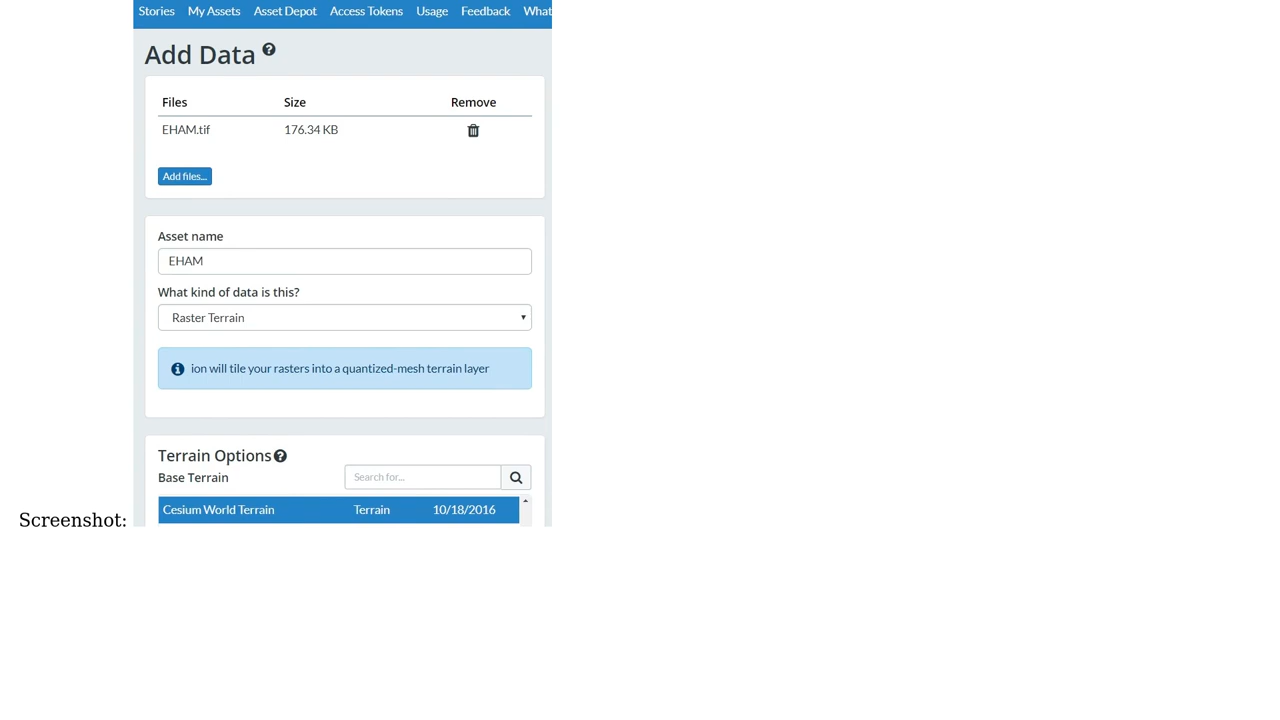 Stories My Assets Asset Depot Access Tokens Usage Feedback What
Add Data
Files Size Remove
EHAM.tif 176.34 KB
Add files...
Asset name
EHAM
What kind of data is this?
Raster Terrain
ion will tile your rasters into a quantized-mesh terrain layer
Terrain Options
Base Terrain Search for...
Cesium World Terrain Terrain 10/18/2016
Screenshot: